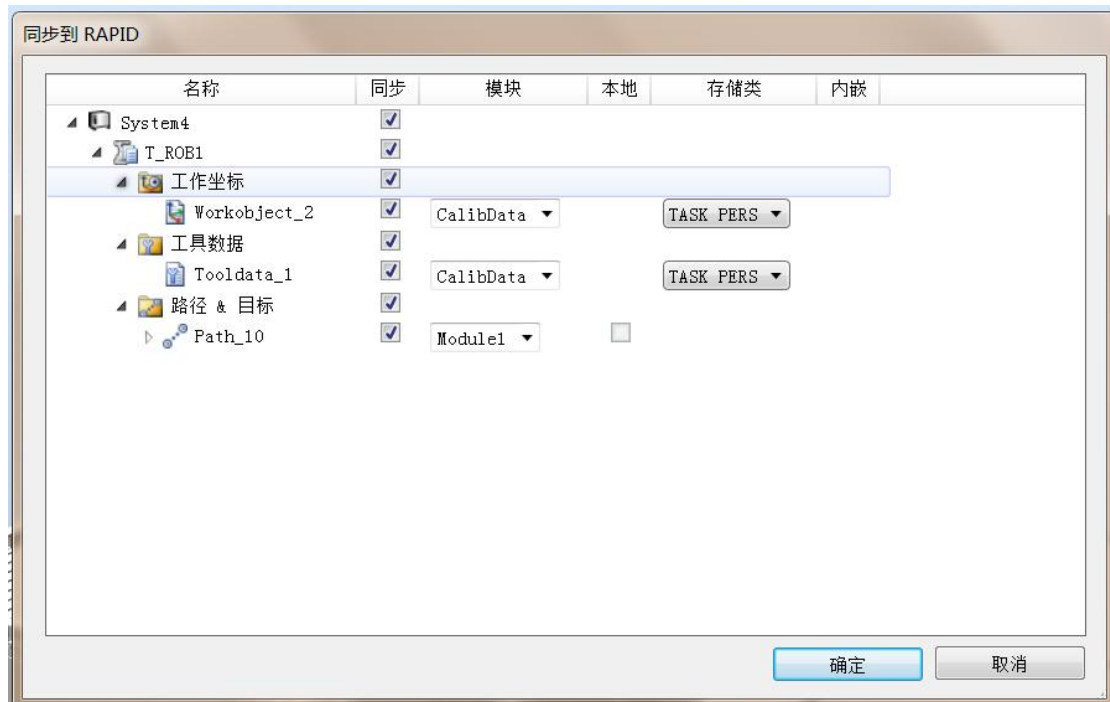 同步到 RAPID
名称 同步 模块 本地 存储类 内嵌
System4
T_ROB1
工作坐标
Workobject_2 CalibData TASK PERS
工具数据
Tooldata_1 CalibData TASK PERS
路径 & 目标
Path_10 Module1
确定 取消